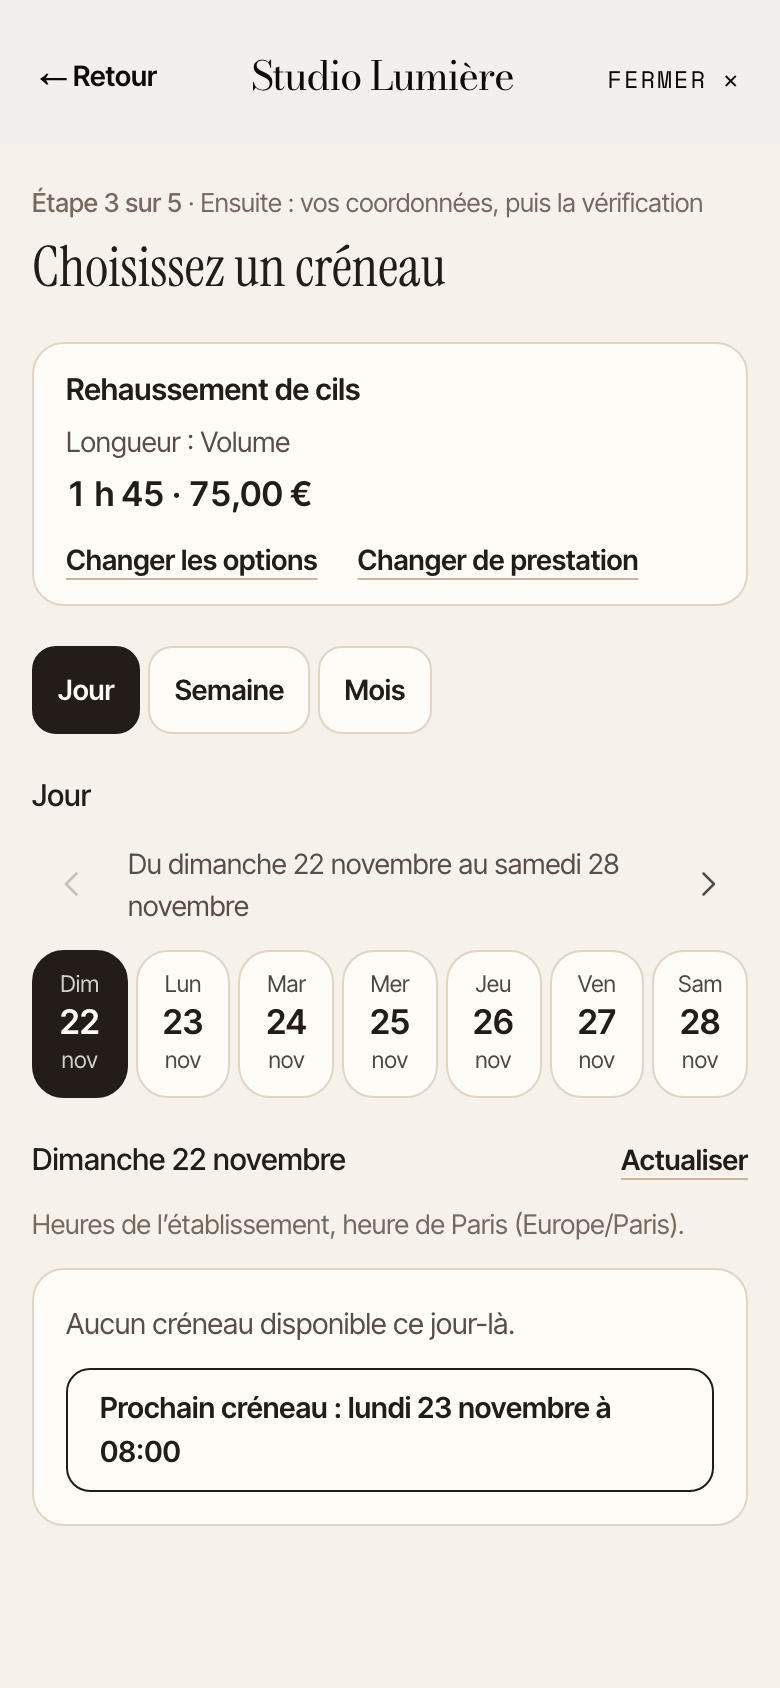 ← Retour
Studio Lumière
FERMER ×
Étape 3 sur 5 · Ensuite : vos coordonnées, puis la vérification
Choisissez un créneau
Rehaussement de cils
Longueur : Volume
1 h 45 · 75,00 €
Changer les options
Changer de prestation
Jour
Semaine
Mois
Jour
Du dimanche 22 novembre au samedi 28
novembre
Dim
22
nov
Lun
23
nov
Mar
24
nov
Mer
25
nov
Jeu
26
nov
Ven
27
nov
Sam
28
nov
Dimanche 22 novembre
Actualiser
Heures de l’établissement, heure de Paris (Europe/Paris).
Aucun créneau disponible ce jour-là.
Prochain créneau : lundi 23 novembre à
08:00